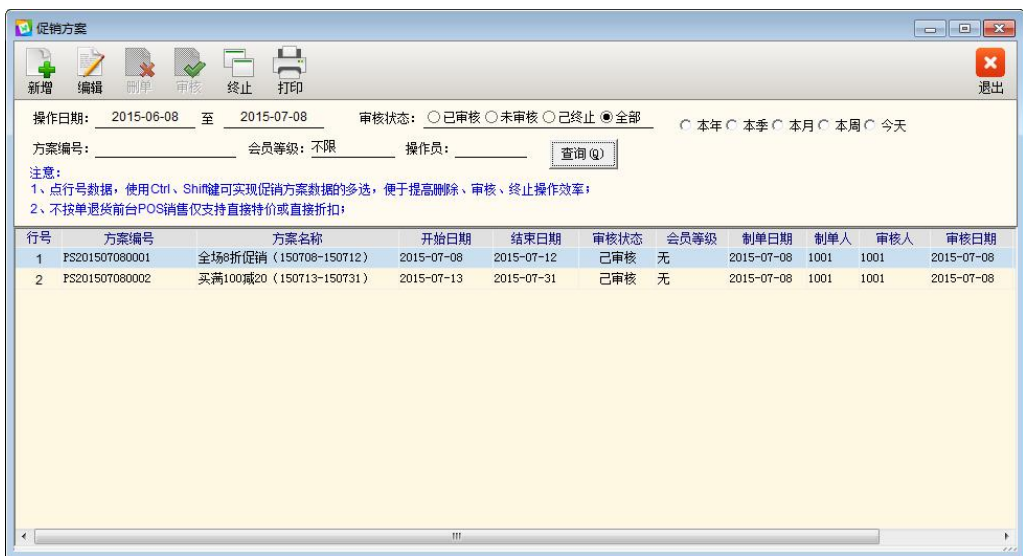 促销方案
新增 编辑 删单 审核 终止 打印 退出
操作日期: 2015-06-08 至 2015-07-08 审核状态: 已审核 未审核 已终止 全部 本年 本季 本月 本周 今天
方案编号: 会员等级: 不限 操作员: 查询(Q)
注意:
1、点行号数据，使用Ctrl、Shift键可实现促销方案数据的多选，便于提高删除、审核、终止操作效率；
2、不按单退货前台POS销售仅支持直接特价或直接折扣；
行号 方案编号 方案名称 开始日期 结束日期 审核状态 会员等级 制单日期 制单人 审核人 审核日期
1 PS201507080001 全场8折促销(150708-150712) 2015-07-08 2015-07-12 已审核 无 2015-07-08 1001 1001 2015-07-08
2 PS201507080002 买满100减20(150713-150731) 2015-07-13 2015-07-31 已审核 无 2015-07-08 1001 1001 2015-07-08